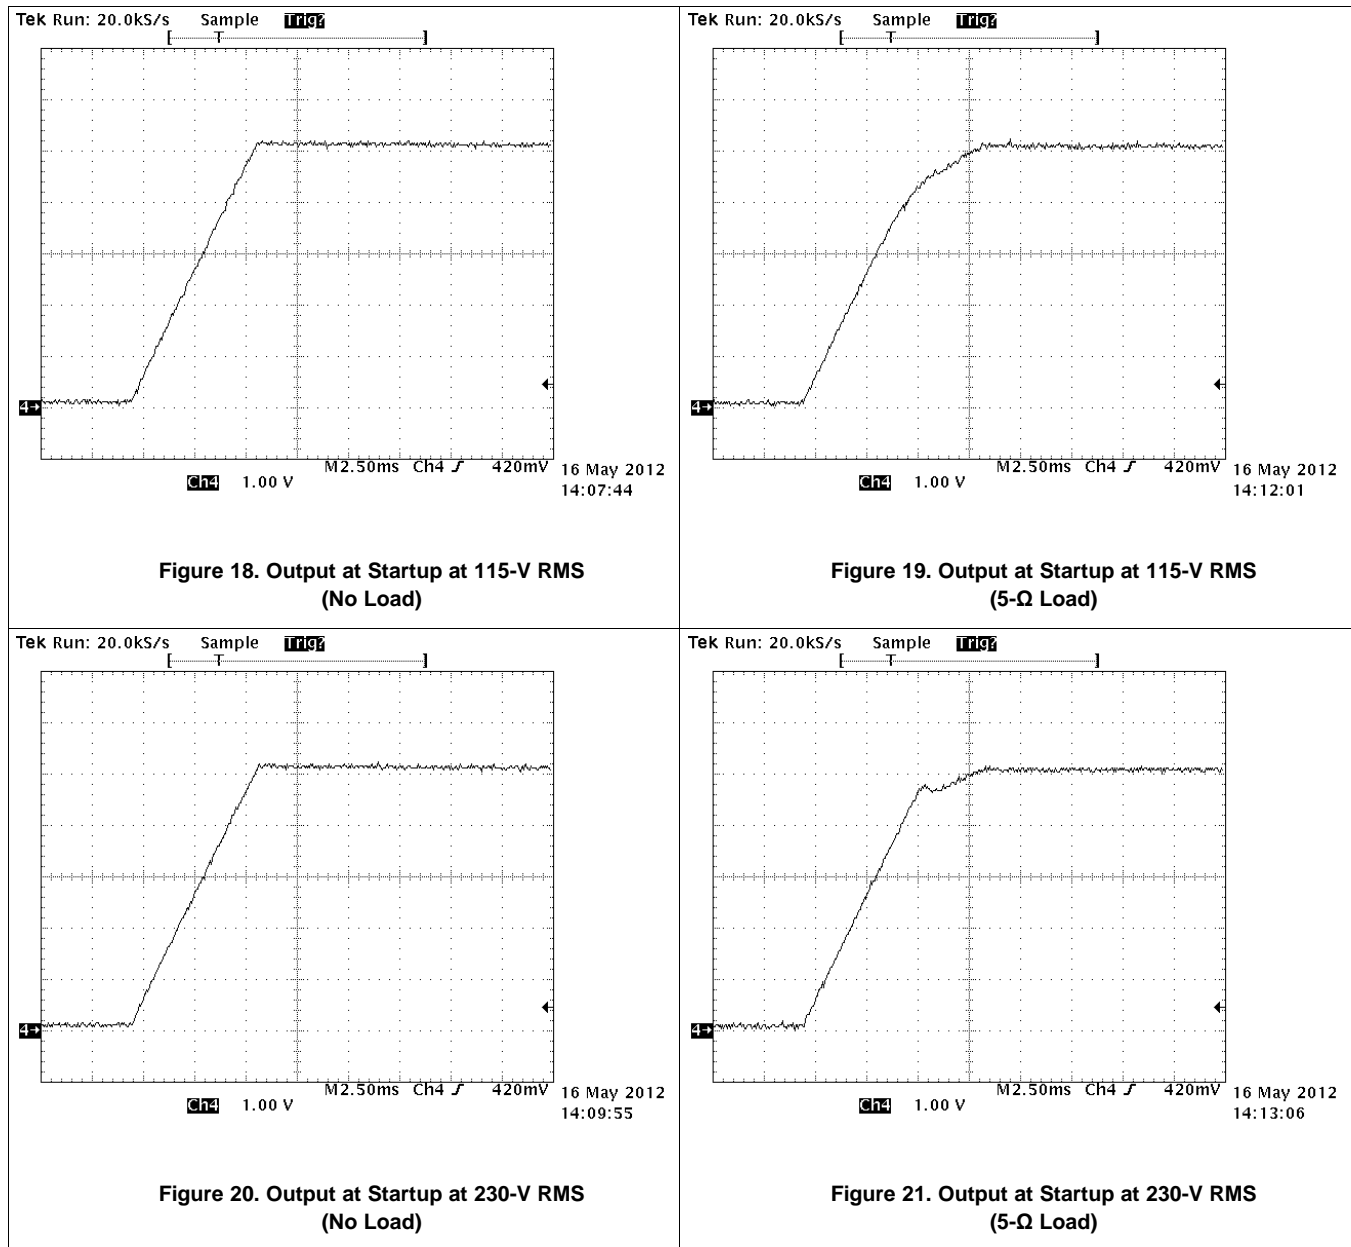 Tek Run: 20.0kS/s Sample Trig?
[ T ]
4→
M2.50ms Ch4 ƒ 420mV
Ch4 1.00 V
16 May 2012
14:07:44
Figure 18. Output at Startup at 115-V RMS
(No Load)
Tek Run: 20.0kS/s Sample Trig?
[ T ]
4→
M2.50ms Ch4 ƒ 420mV
Ch4 1.00 V
16 May 2012
14:12:01
Figure 19. Output at Startup at 115-V RMS
(5-Ω Load)
Tek Run: 20.0kS/s Sample Trig?
[ T ]
4→
M2.50ms Ch4 ƒ 420mV
Ch4 1.00 V
16 May 2012
14:09:55
Figure 20. Output at Startup at 230-V RMS
(No Load)
Tek Run: 20.0kS/s Sample Trig?
[ T ]
4→
M2.50ms Ch4 ƒ 420mV
Ch4 1.00 V
16 May 2012
14:13:06
Figure 21. Output at Startup at 230-V RMS
(5-Ω Load)